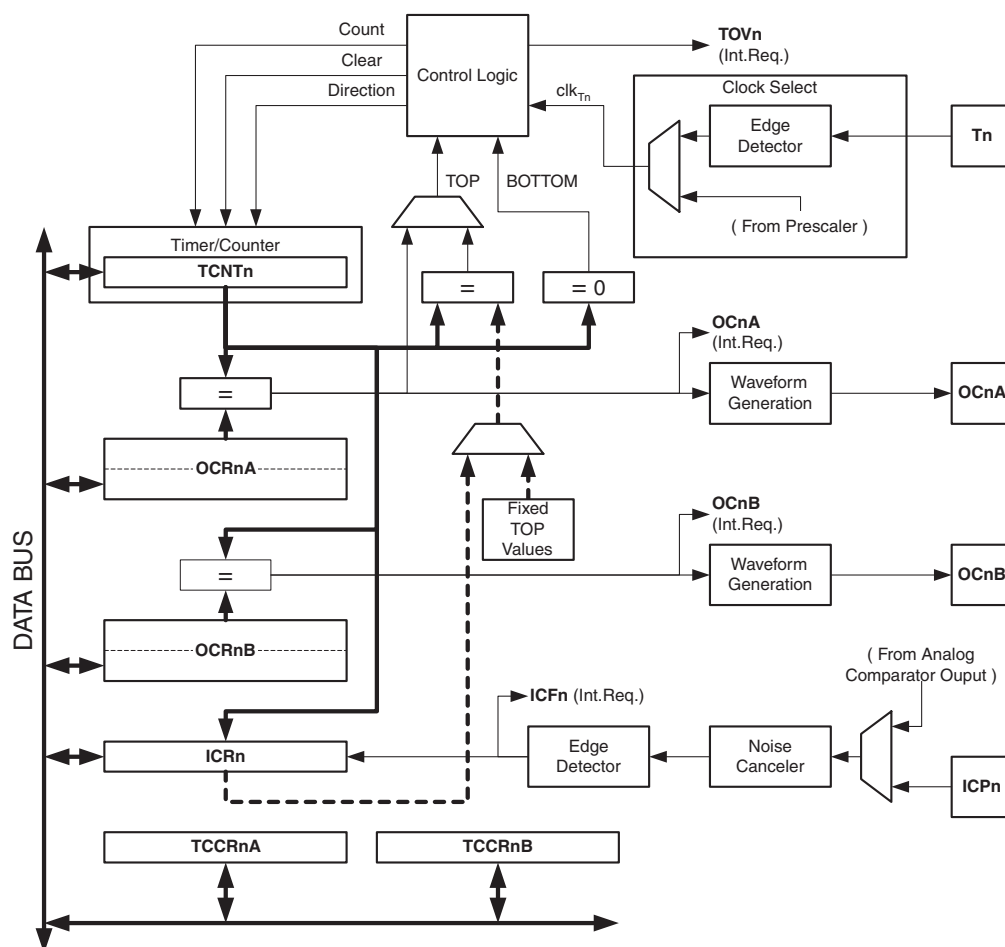 Count
TOVn
(Int.Req.)
Clear
Control Logic
Direction
clkTn
Clock Select
Edge
Detector
Tn
TOP
BOTTOM
( From Prescaler )
Timer/Counter
TCNTn
=
= 0
OCnA
(Int.Req.)
=
Waveform
Generation
OCnA
OCRnA
Fixed
TOP
Values
OCnB
(Int.Req.)
=
Waveform
Generation
OCnB
DATA BUS
OCRnB
( From Analog
Comparator Ouput )
ICFn (Int.Req.)
ICRn
Edge
Detector
Noise
Canceler
ICPn
TCCRnA
TCCRnB